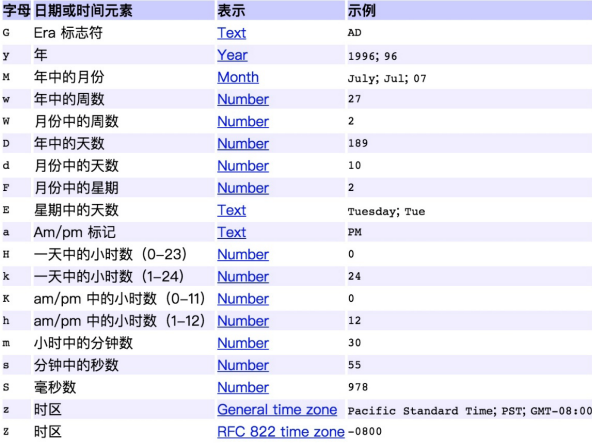 字母 日期或时间元素 表示 示例
G Era 标志符 Text AD
y 年 Year 1996; 96
M 年中的月份 Month July; Jul; 07
w 年中的周数 Number 27
W 月份中的周数 Number 2
D 年中的天数 Number 189
d 月份中的天数 Number 10
F 月份中的星期 Number 2
E 星期中的天数 Text Tuesday; Tue
a Am/pm 标记 Text PM
H 一天中的小时数（0-23） Number 0
k 一天中的小时数（1-24） Number 24
K am/pm 中的小时数（0-11） Number 0
h am/pm 中的小时数（1-12） Number 12
m 小时中的分钟数 Number 30
s 分钟中的秒数 Number 55
S 毫秒数 Number 978
z 时区 General time zone Pacific Standard Time; PST; GMT-08:00
Z 时区 RFC 822 time zone -0800